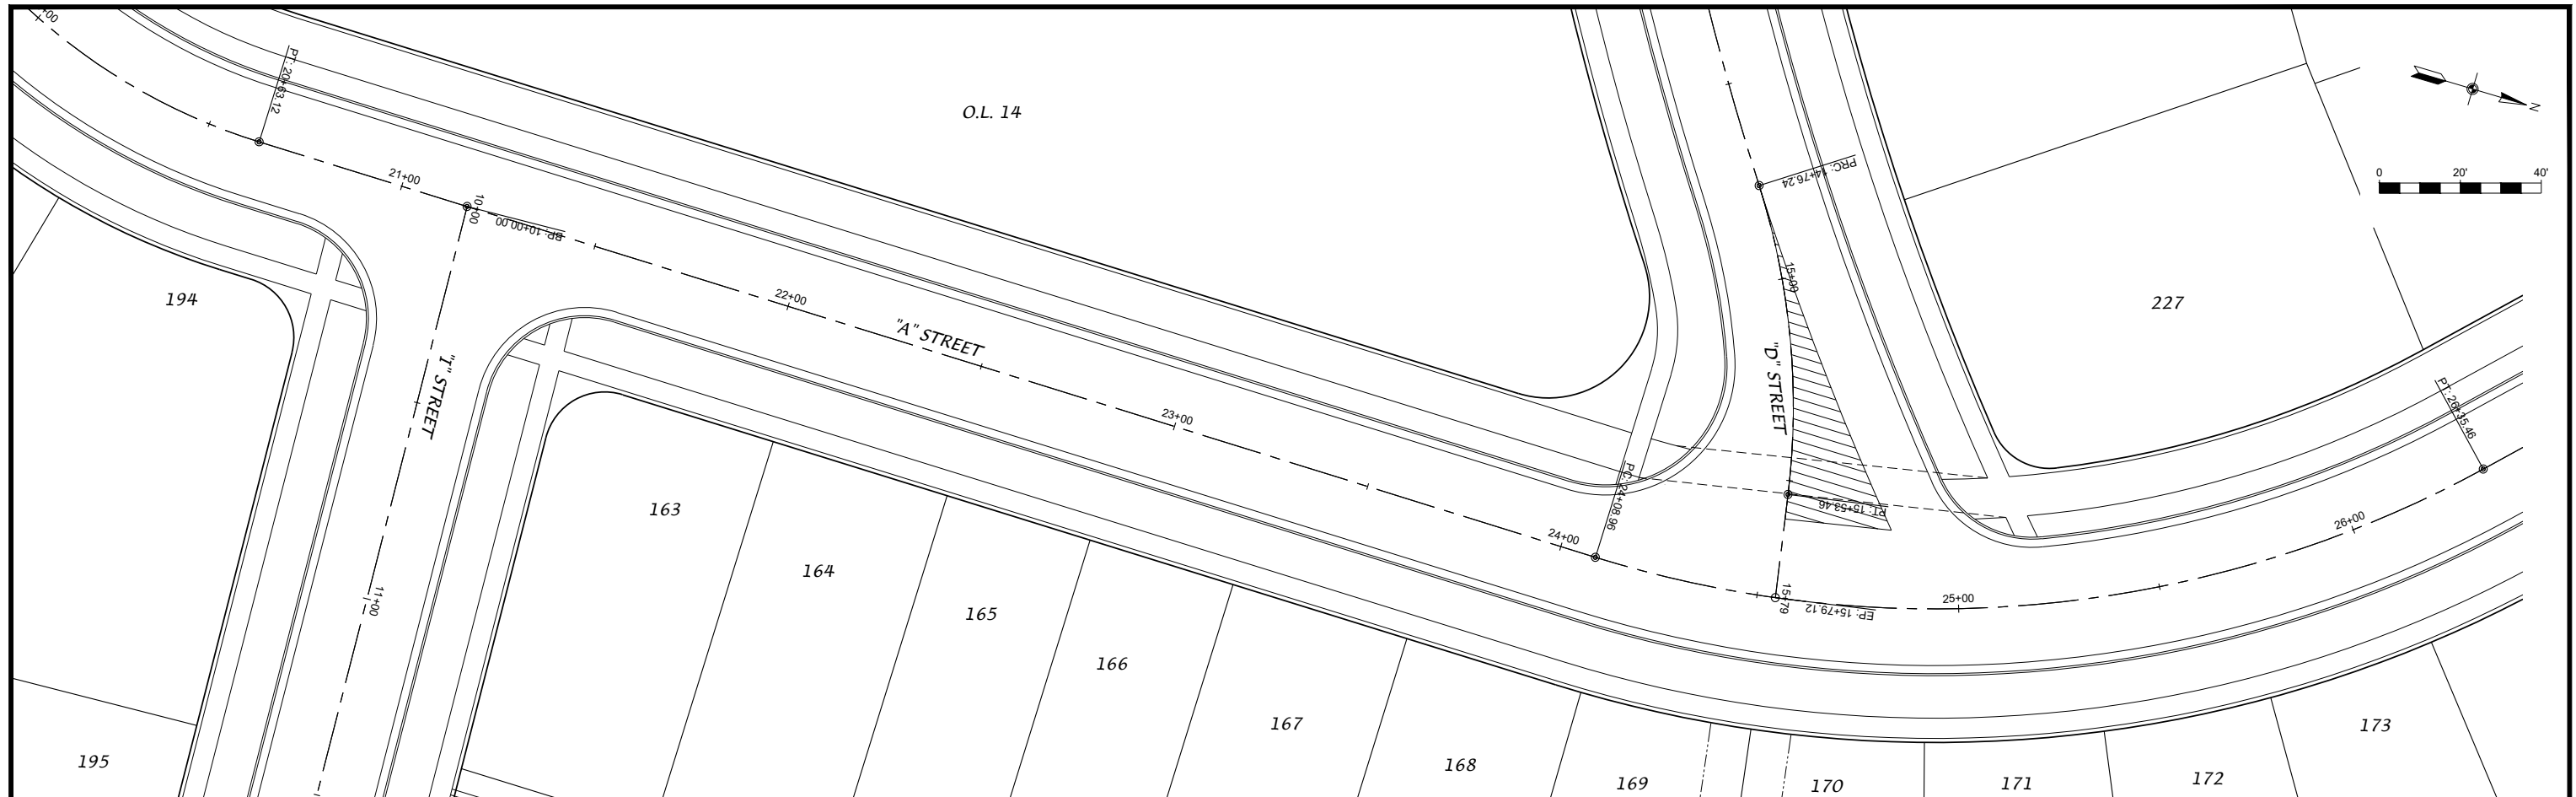 PT: 20+63.12
O.L. 14
N
0 20' 40'
PRC: 14+76.24
21+00
10+00
BP: 10+00.00
194
22+00
"A" STREET
15+00
227
"I" STREET
"D" STREET
23+00
PT: 26+35.46
163
PC: 24+08.96
PT: 15+53.46
26+00
24+00
164
11+00
165
15+79
EP: 15+79.12
25+00
166
167
173
195
168
169
170
171
172